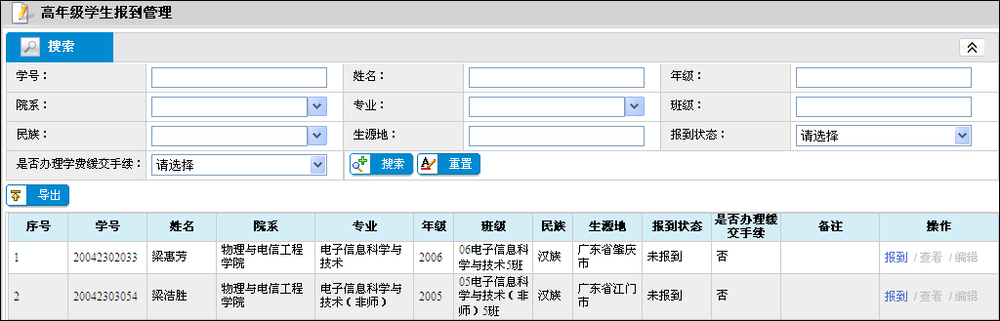 高年级学生报到管理
搜索
学号： 姓名： 年级：
院系： 专业： 班级：
民族： 生源地： 报到状态： 请选择
是否办理学费缓交手续： 请选择 搜索 重置
导出
序号 学号 姓名 院系 专业 年级 班级 民族 生源地 报到状态 是否办理缓交手续 备注 操作
1 20042302033 梁惠芳 物理与电信工程学院 电子信息科学与技术 2006 06电子信息科学与技术5班 汉族 广东省肇庆市 未报到 否 报到 / 查看 / 编辑
2 20042303054 梁浩胜 物理与电信工程学院 电子信息科学与技术（非师） 2005 05电子信息科学与技术（非师）5班 汉族 广东省江门市 未报到 否 报到 / 查看 / 编辑